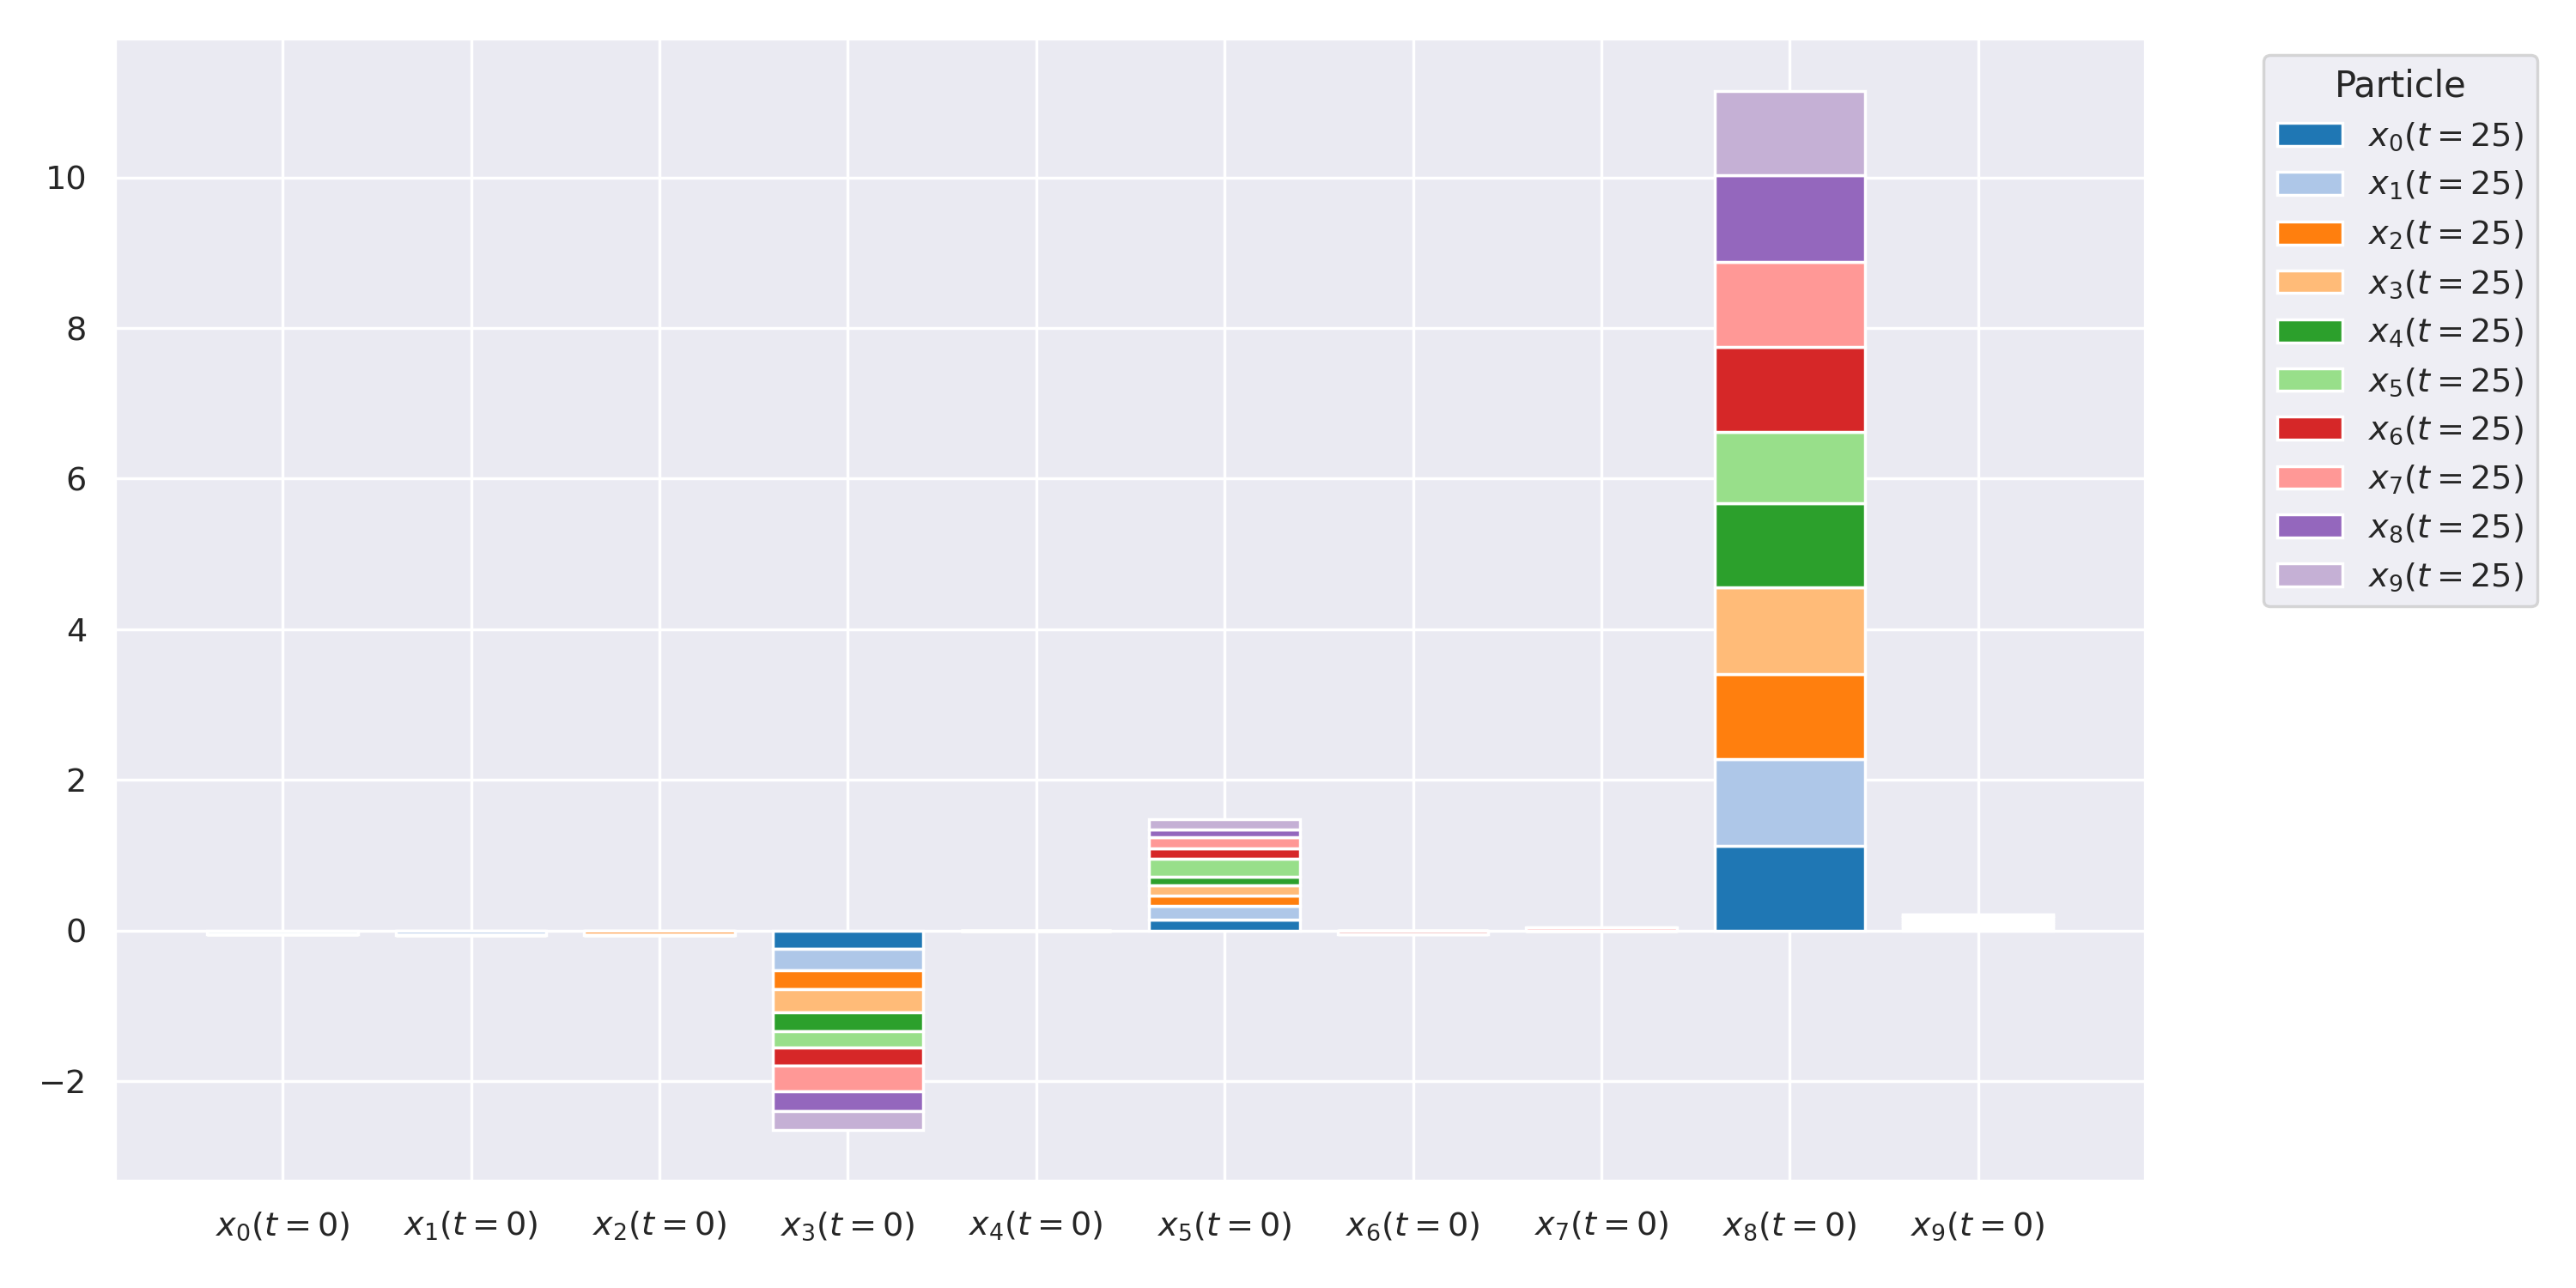 10
8
6
4
2
0
−2
x₀(t = 0) x₁(t = 0) x₂(t = 0) x₃(t = 0) x₄(t = 0) x₅(t = 0) x₆(t = 0) x₇(t = 0) x₈(t = 0) x₉(t = 0)
Particle
x₀(t = 25)
x₁(t = 25)
x₂(t = 25)
x₃(t = 25)
x₄(t = 25)
x₅(t = 25)
x₆(t = 25)
x₇(t = 25)
x₈(t = 25)
x₉(t = 25)